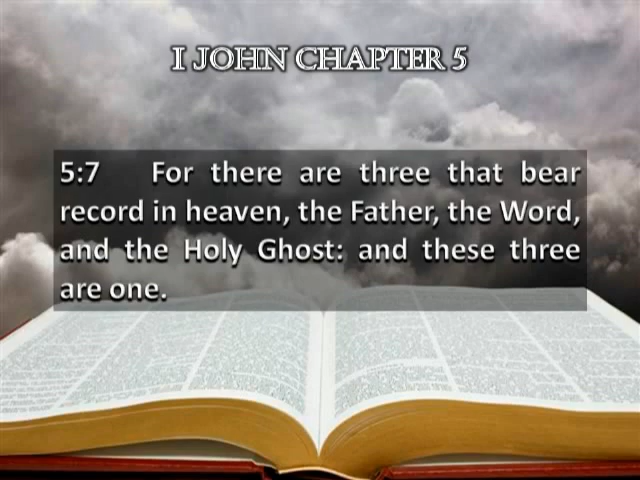 I JOHN CHAPTER 5
5:7 For there are three that bear
record in heaven, the Father, the Word,
and the Holy Ghost: and these three
are one.